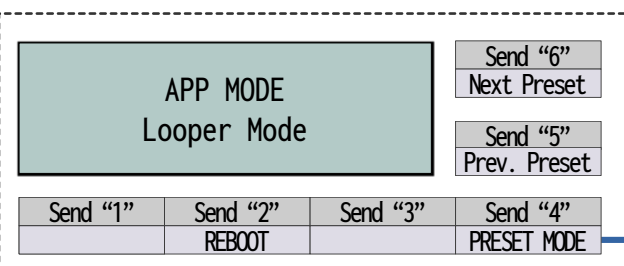 Send “6”
Next Preset
APP MODE
Looper Mode
Send “5”
Prev. Preset
Send “1” Send “2” Send “3” Send “4”
REBOOT PRESET MODE